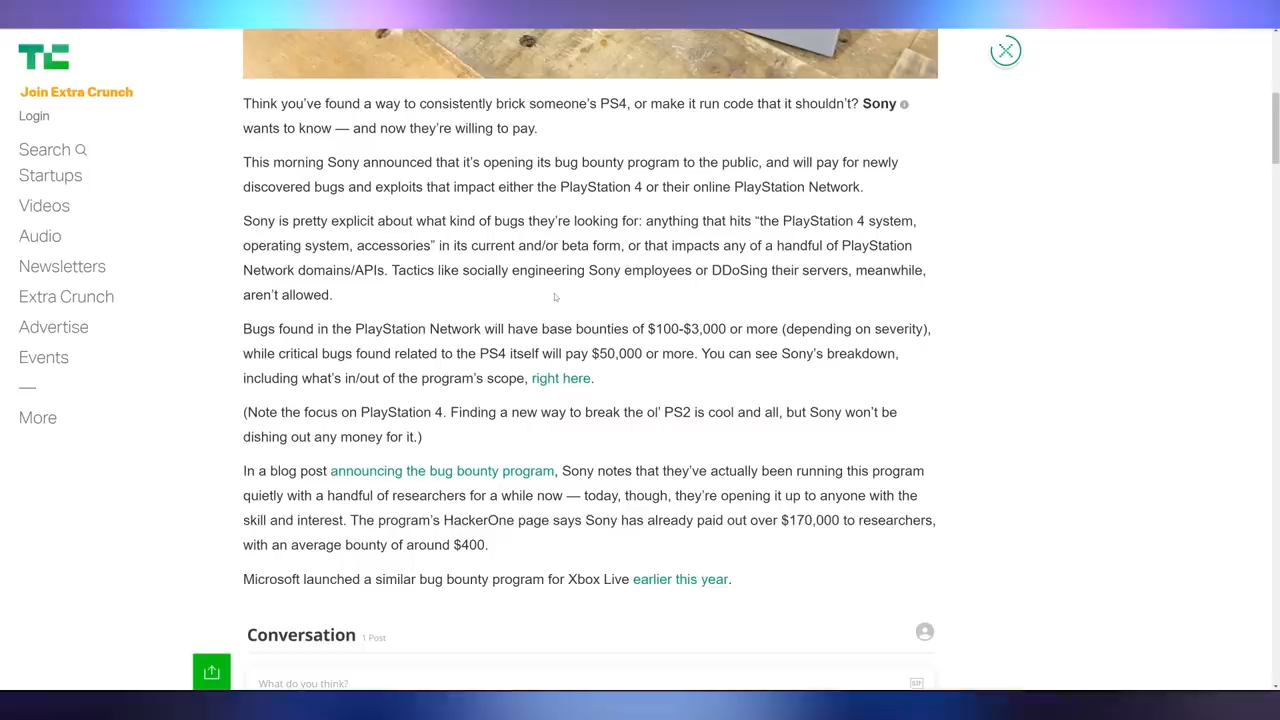 TC
Join Extra Crunch
Login
Search
Startups
Videos
Audio
Newsletters
Extra Crunch
Advertise
Events
—
More
Think you’ve found a way to consistently brick someone’s PS4, or make it run code that it shouldn’t? Sony
wants to know — and now they’re willing to pay.
This morning Sony announced that it’s opening its bug bounty program to the public, and will pay for newly
discovered bugs and exploits that impact either the PlayStation 4 or their online PlayStation Network.
Sony is pretty explicit about what kind of bugs they’re looking for: anything that hits “the PlayStation 4 system,
operating system, accessories” in its current and/or beta form, or that impacts any of a handful of PlayStation
Network domains/APIs. Tactics like socially engineering Sony employees or DDoSing their servers, meanwhile,
aren’t allowed.
Bugs found in the PlayStation Network will have base bounties of $100-$3,000 or more (depending on severity),
while critical bugs found related to the PS4 itself will pay $50,000 or more. You can see Sony’s breakdown,
including what’s in/out of the program’s scope, right here.
(Note the focus on PlayStation 4. Finding a new way to break the ol’ PS2 is cool and all, but Sony won’t be
dishing out any money for it.)
In a blog post announcing the bug bounty program, Sony notes that they’ve actually been running this program
quietly with a handful of researchers for a while now — today, though, they’re opening it up to anyone with the
skill and interest. The program’s HackerOne page says Sony has already paid out over $170,000 to researchers,
with an average bounty of around $400.
Microsoft launched a similar bug bounty program for Xbox Live earlier this year.
Conversation 1 Post
What do you think?
GIF